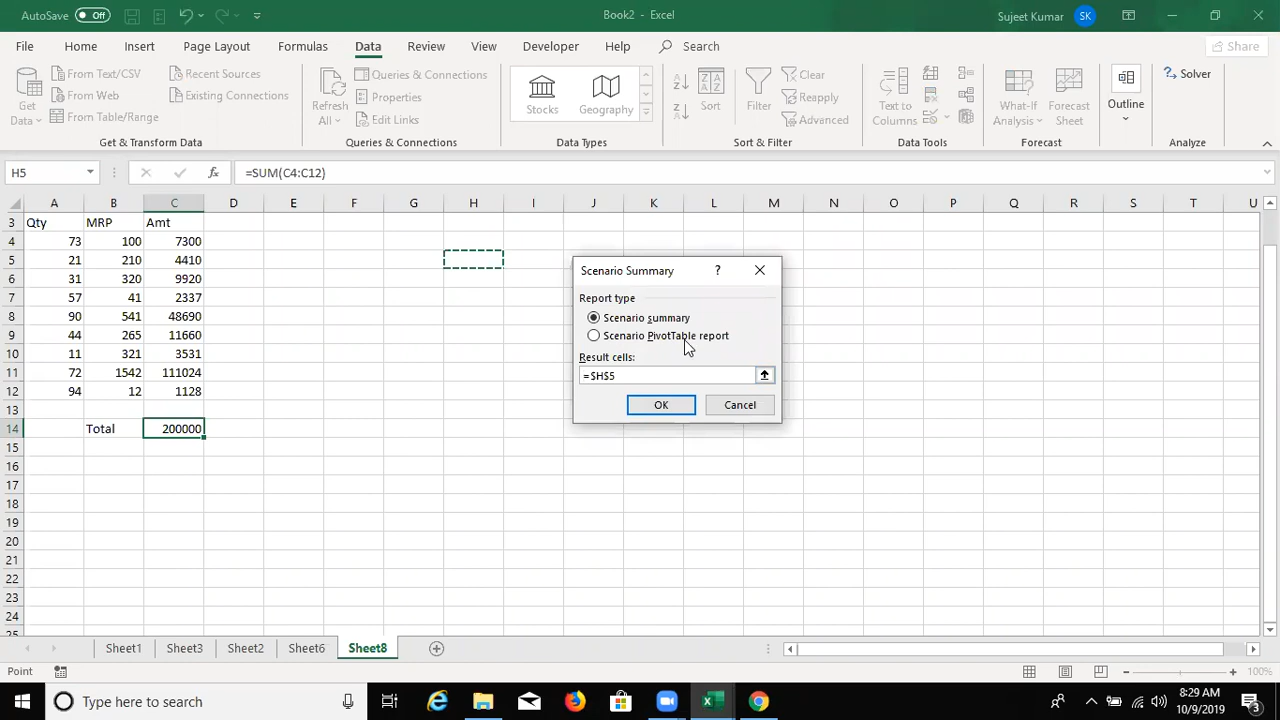 AutoSave Off
Book2 - Excel
Sujeet Kumar SK
File Home Insert Page Layout Formulas Data Review View Developer Help Search Share
Get Data
From Text/CSV
From Web
From Table/Range
Recent Sources
Existing Connections
Get & Transform Data
Refresh All
Queries & Connections
Properties
Edit Links
Queries & Connections
Stocks
Geography
Data Types
Sort
Filter
Clear
Reapply
Advanced
Sort & Filter
Text to Columns
Data Tools
What-If Analysis
Forecast Sheet
Forecast
Outline
Solver
Analyze
H5 fx =SUM(C4:C12)
A B C D E F G H I J K L M N O P Q R S T U
3 Qty MRP Amt
4 73 100 7300
5 21 210 4410
6 31 320 9920
7 57 41 2337
8 90 541 48690
9 44 265 11660
10 11 321 3531
11 72 1542 111024
12 94 12 1128
13
14 Total 200000
15
16
17
18
19
20
21
22
23
24
25
Scenario Summary ?
Report type
Scenario summary
Scenario PivotTable report
Result cells:
=$H$5
OK Cancel
Sheet1 Sheet3 Sheet2 Sheet6 Sheet8
Point 100%
Type here to search
8:29 AM
10/9/2019
3